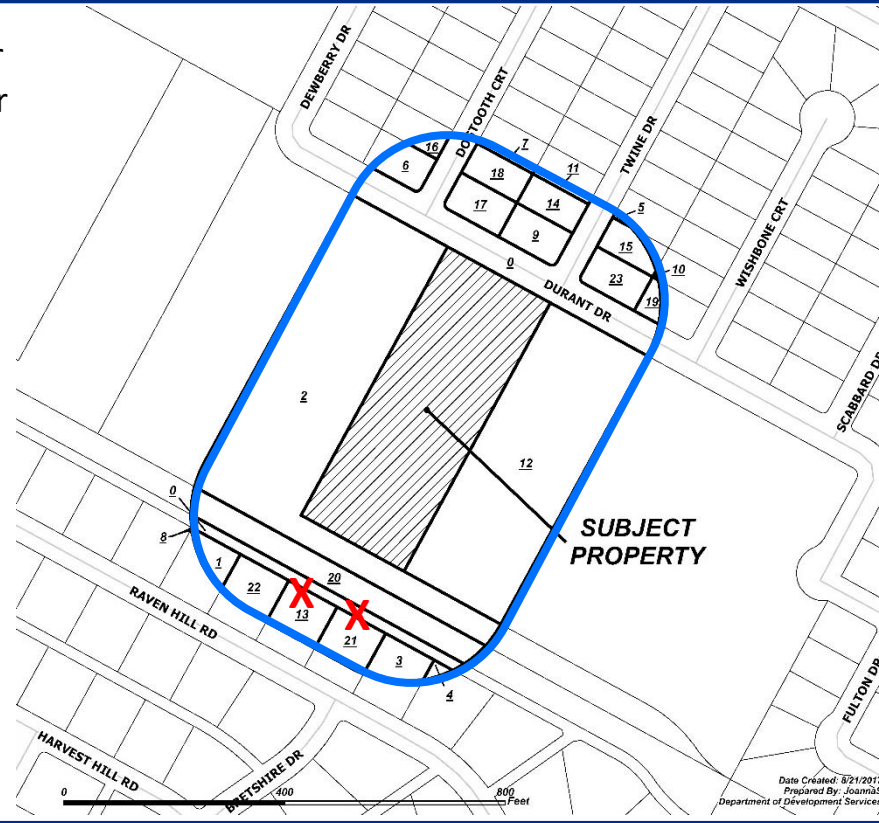 r
r
DEWBERRY DR
DOGTOOTH CRT
TWINE DR
WISHBONE CRT
SCABBARD DR
16
6
7
11
18
14
17
9
5
15
10
23
19
0
DURANT DR
2
12
SUBJECT
PROPERTY
0
8
1
22
20
X
13
X
21
3
4
RAVEN HILL RD
HARVEST HILL RD
BRETSHIRE DR
FULTON DR
0 400 800
Feet
Date Created: 8/21/2017
Prepared By: JoannaS
Department of Development Services